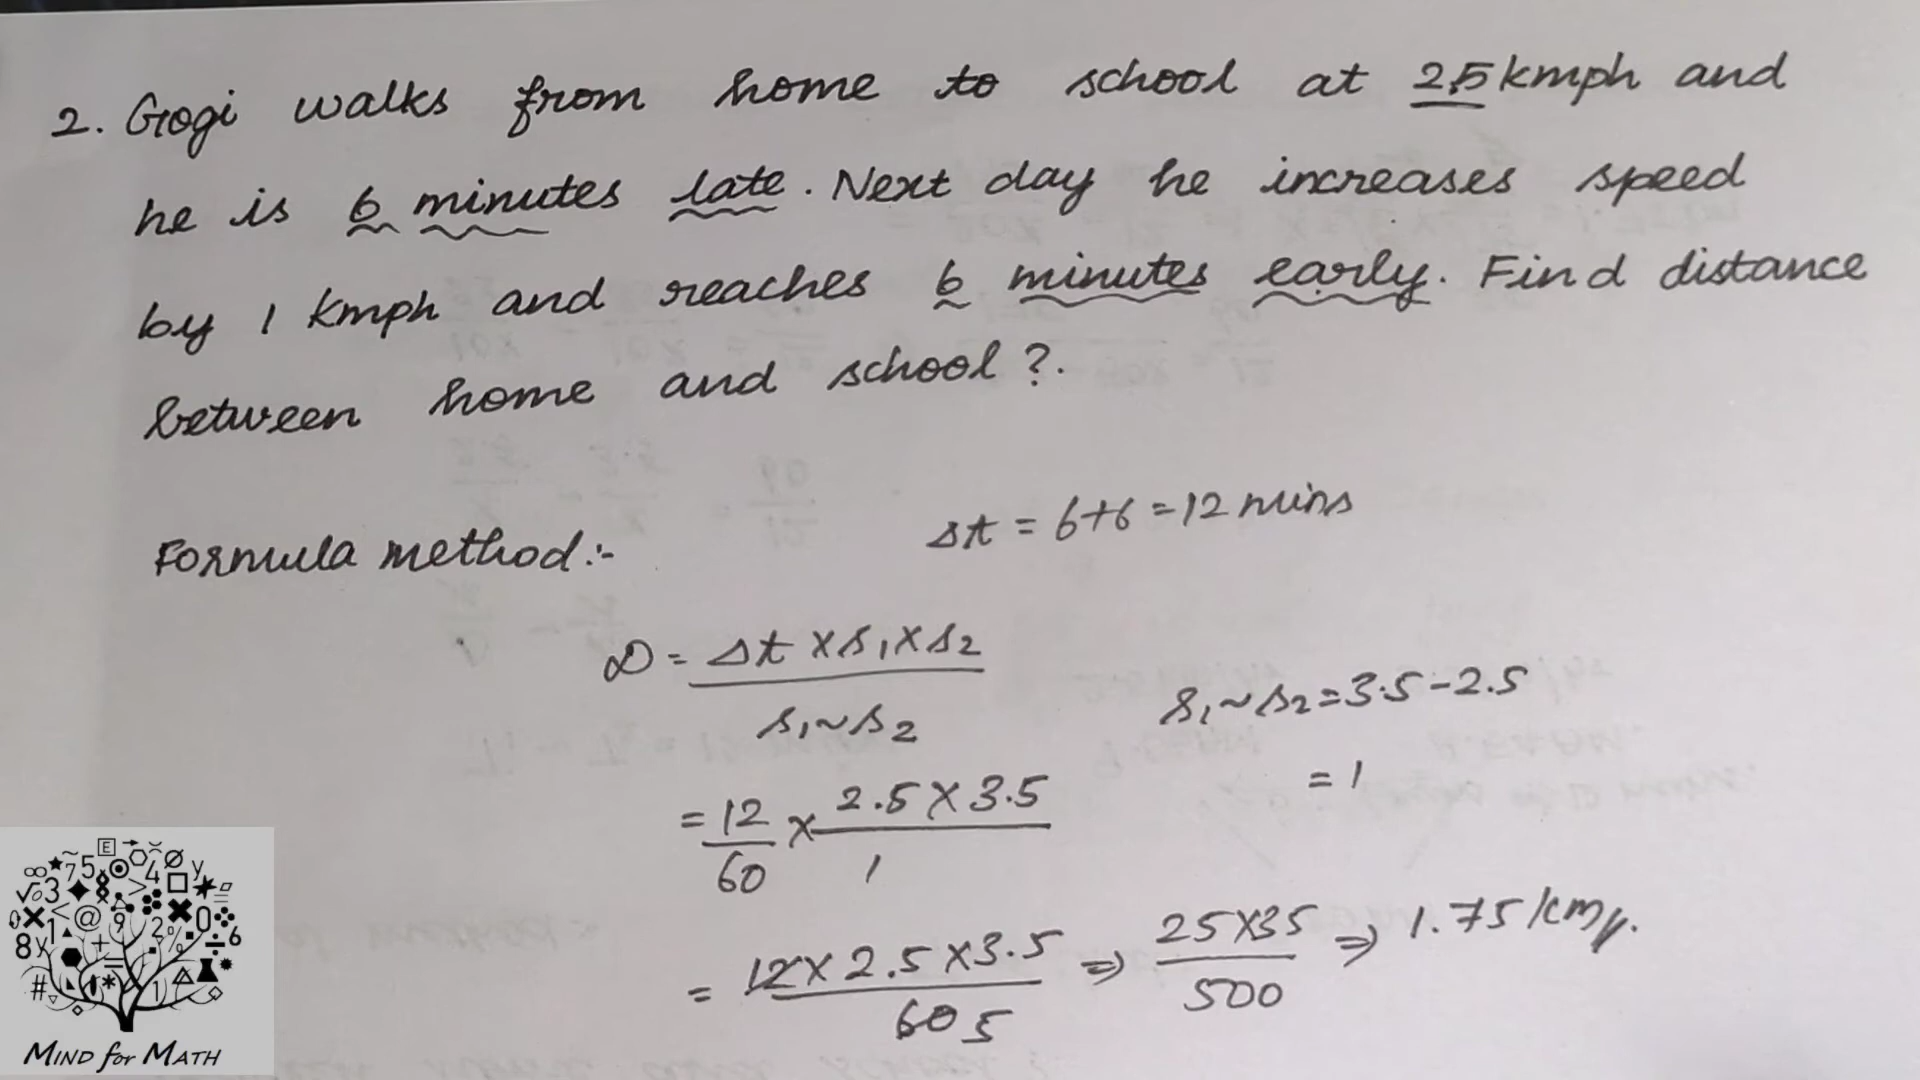 2. Gogi walks from home to school at 2.5 kmph and
he is 6 minutes late. Next day he increases speed
by 1 kmph and reaches 6 minutes early. Find distance
between home and school?.
Formula method:-
Δt = 6+6 = 12 mins
D = Δt × s₁ × s₂ / s₁ ~ s₂
s₁ ~ s₂ = 3.5 - 2.5
= 1
= 12/60 × 2.5 × 3.5 / 1
= 12 × 2.5 × 3.5 / 60 5 ⇒ 25×35 / 500 ⇒ 1.75 km
MIND for MATH